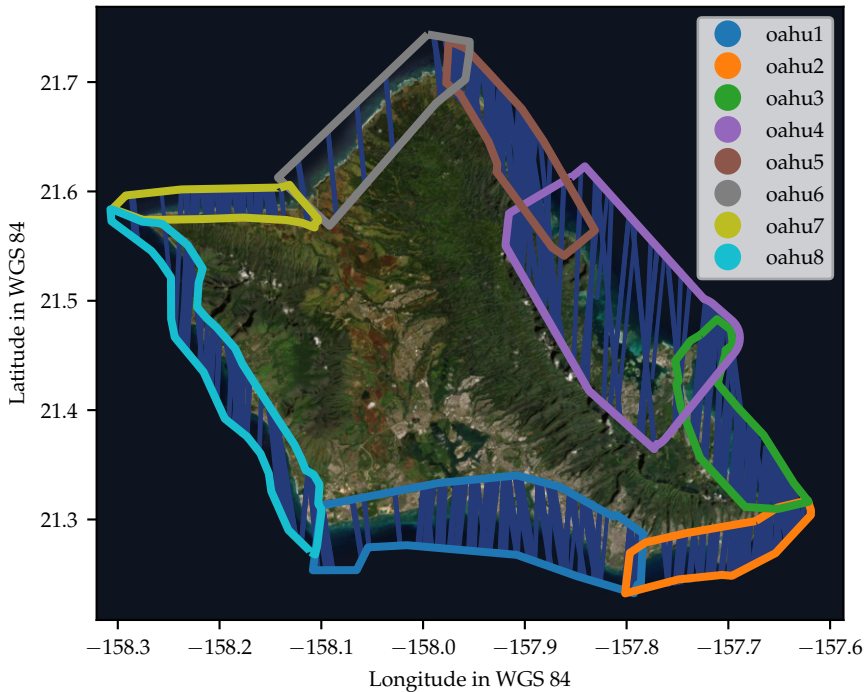 oahu1
oahu2
oahu3
oahu4
oahu5
oahu6
oahu7
oahu8
21.7
21.6
21.5
21.4
21.3
Latitude in WGS 84
−158.3 −158.2 −158.1 −158.0 −157.9 −157.8 −157.7 −157.6
Longitude in WGS 84